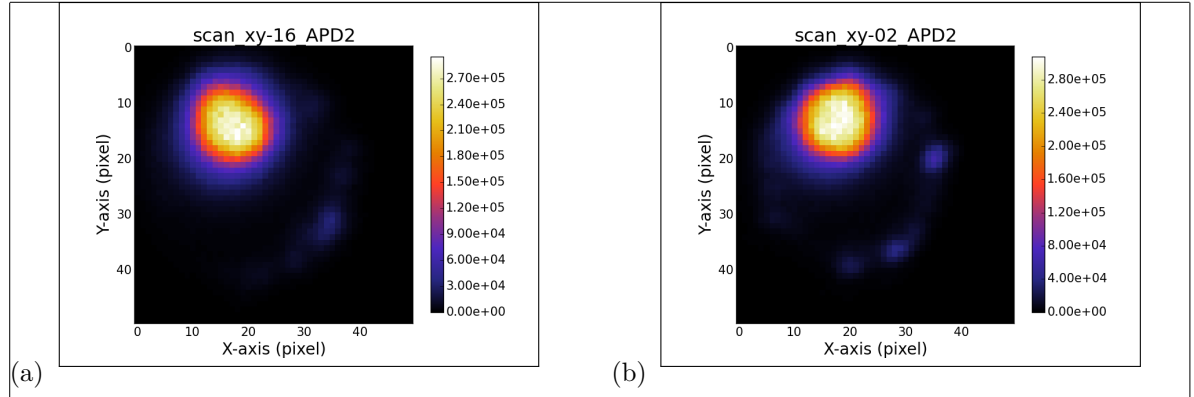 scan_xy-16_APD2
0
10
20
30
40
Y-axis (pixel)
0 10 20 30 40
X-axis (pixel)
2.70e+05
2.40e+05
2.10e+05
1.80e+05
1.50e+05
1.20e+05
9.00e+04
6.00e+04
3.00e+04
0.00e+00
(a)
scan_xy-02_APD2
0
10
20
30
40
Y-axis (pixel)
0 10 20 30 40
X-axis (pixel)
2.80e+05
2.40e+05
2.00e+05
1.60e+05
1.20e+05
8.00e+04
4.00e+04
0.00e+00
(b)